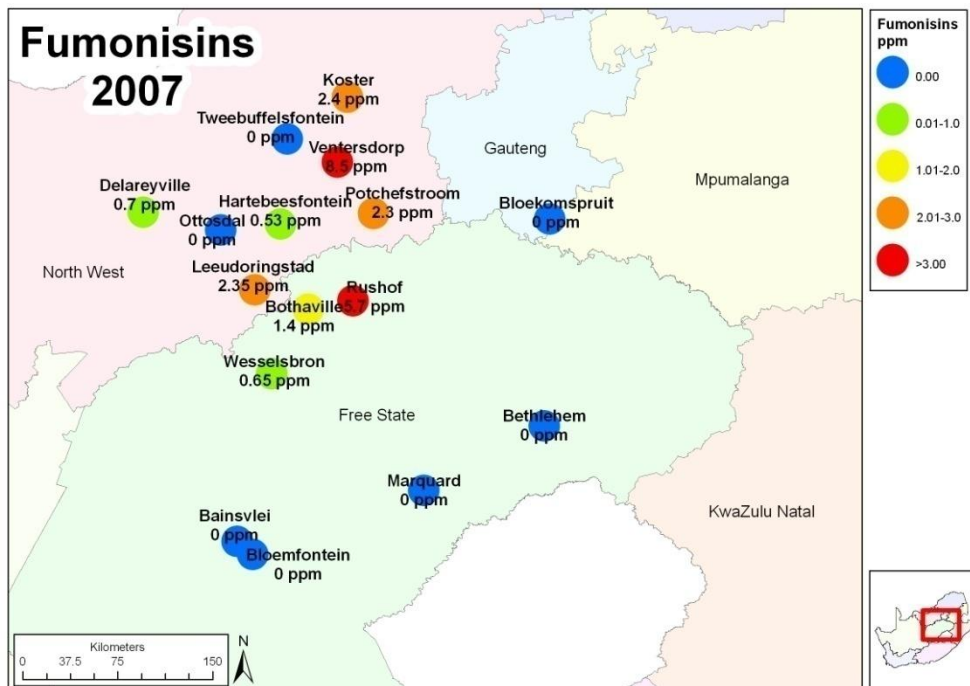 Fumonisins
2007
Koster
2.4 ppm
Tweebuffelsfontein
0 ppm
Ventersdorp
8.5 ppm
Gauteng
Mpumalanga
Delareyville
0.7 ppm
Hartebeesfontein
0.53 ppm
Potchefstroom
2.3 ppm
Bloekomspruit
0 ppm
Ottosdal
0 ppm
North West
Leeudoringstad
2.35 ppm
Rushof
5.7 ppm
Bothaville
1.4 ppm
Wesselsbron
0.65 ppm
Free State
Bethlehem
0 ppm
Marquard
0 ppm
KwaZulu Natal
Bainsvlei
0 ppm
Bloemfontein
0 ppm
Kilometers
0 37.5 75 150
N
Fumonisins
ppm
0.00
0.01-1.0
1.01-2.0
2.01-3.0
>3.00